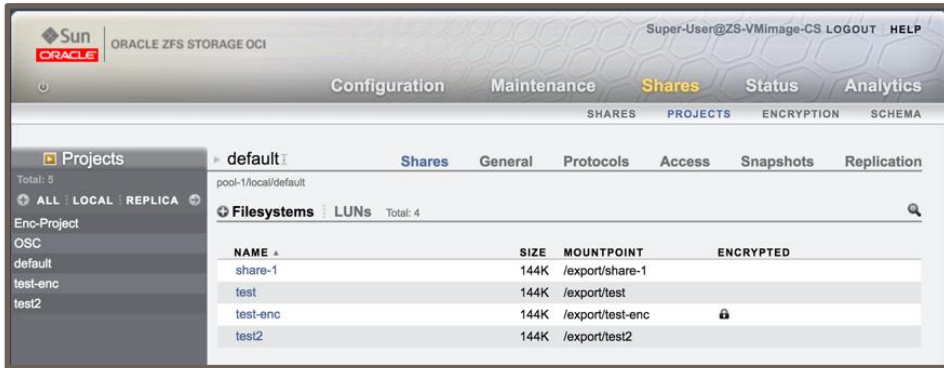 Sun
ORACLE
ORACLE ZFS STORAGE OCI
Super-User@ZS-VMimage-CS LOGOUT HELP
Configuration Maintenance Shares Status Analytics
SHARES PROJECTS ENCRYPTION SCHEMA
Projects
Total: 5
ALL LOCAL REPLICA
Enc-Project
OSC
default
test-enc
test2
default Shares General Protocols Access Snapshots Replication
pool-1/local/default
Filesystems LUNs Total: 4
NAME SIZE MOUNTPOINT ENCRYPTED
share-1 144K /export/share-1
test 144K /export/test
test-enc 144K /export/test-enc
test2 144K /export/test2